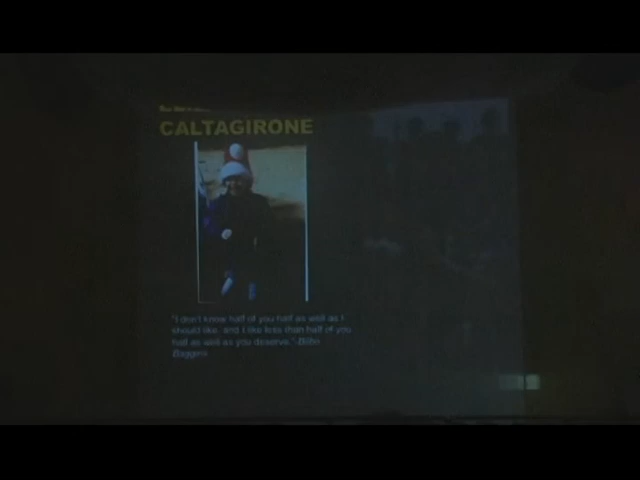 CALTAGIRONE
"I don't know half of you half as well as I
should like, and I like less than half of you
half as well as you deserve."-Bilbo
Baggins